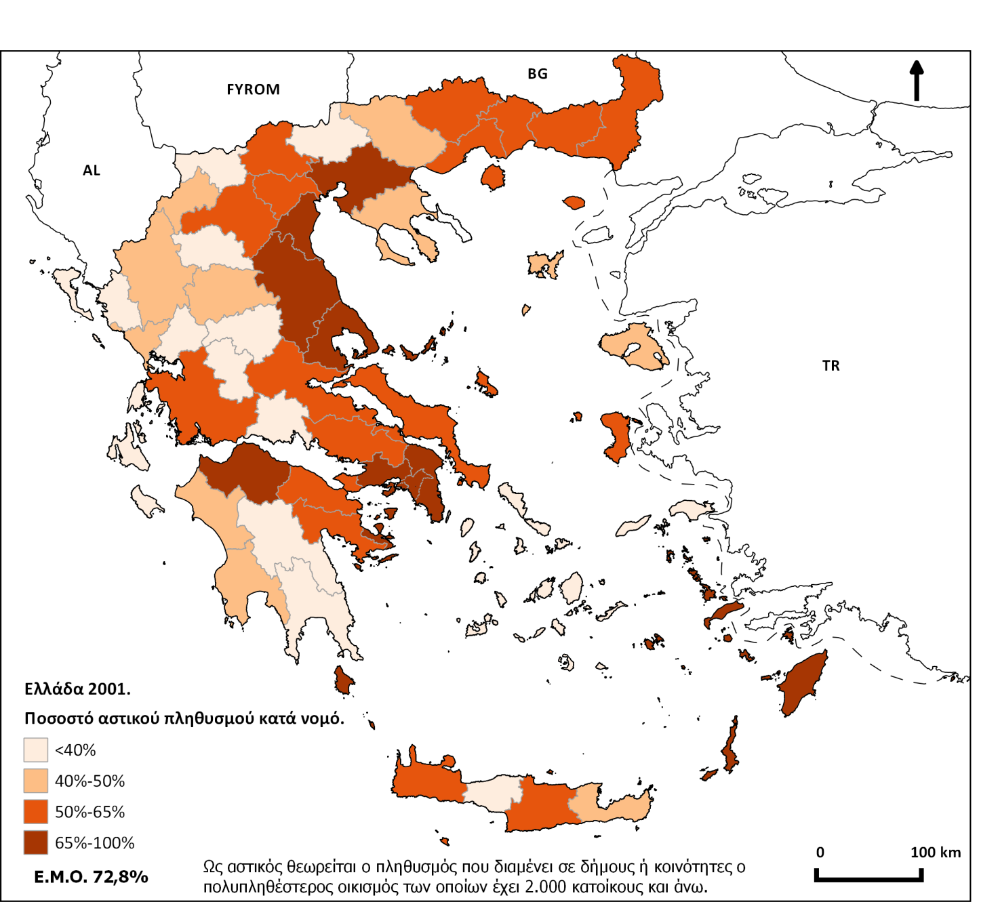 BG
FYROM
AL
TR
Ελλάδα 2001.
Ποσοστό αστικού πληθυσμού κατά νομό.
<40%
40%-50%
50%-65%
65%-100%
Ε.Μ.Ο. 72,8%
Ως αστικός θεωρείται ο πληθυσμός που διαμένει σε δήμους ή κοινότητες ο
πολυπληθέστερος οικισμός των οποίων έχει 2.000 κατοίκους και άνω.
0 100 km